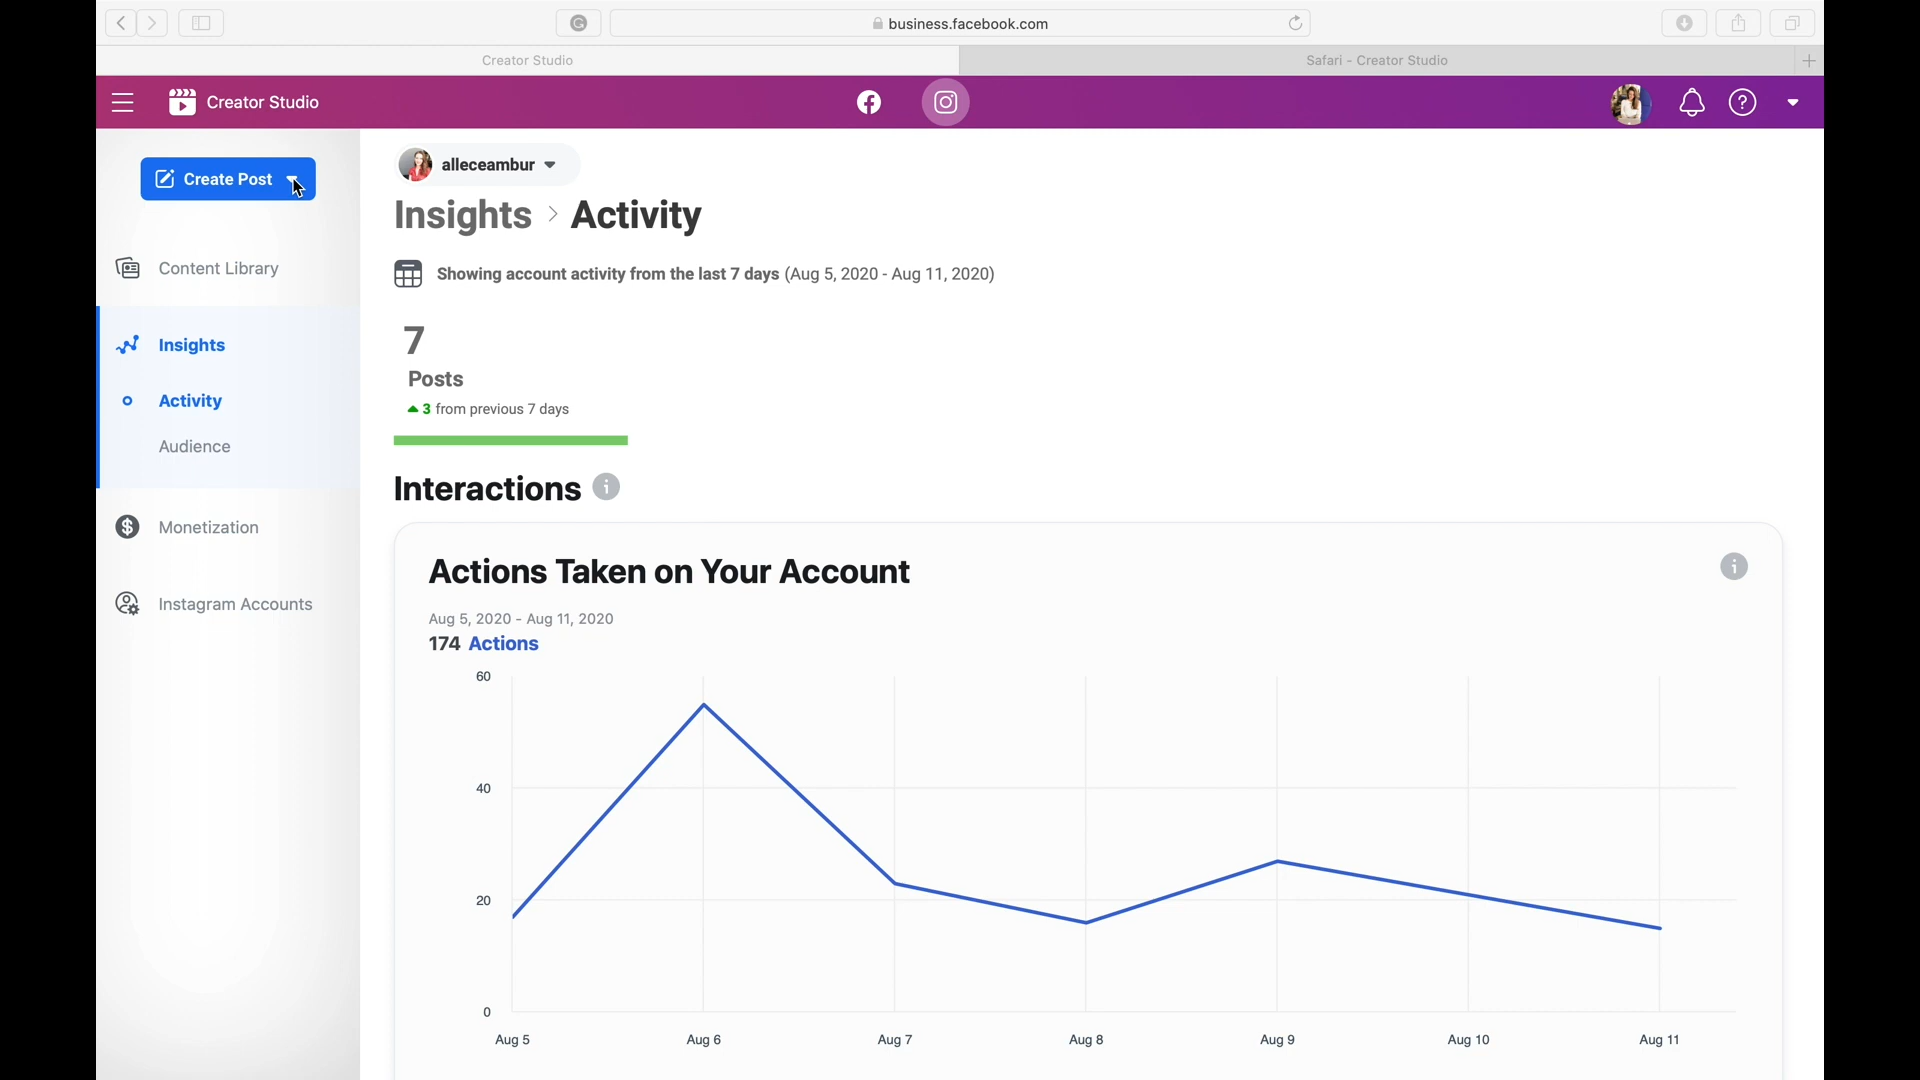 business.facebook.com
Creator Studio
Safari - Creator Studio
Creator Studio
Create Post
Content Library
Insights
Activity
Audience
Monetization
Instagram Accounts
alleceambur
Insights > Activity
Showing account activity from the last 7 days (Aug 5, 2020 - Aug 11, 2020)
7
Posts
3 from previous 7 days
Interactions
Actions Taken on Your Account
Aug 5, 2020 - Aug 11, 2020
174 Actions
60
40
20
0
Aug 5 Aug 6 Aug 7 Aug 8 Aug 9 Aug 10 Aug 11